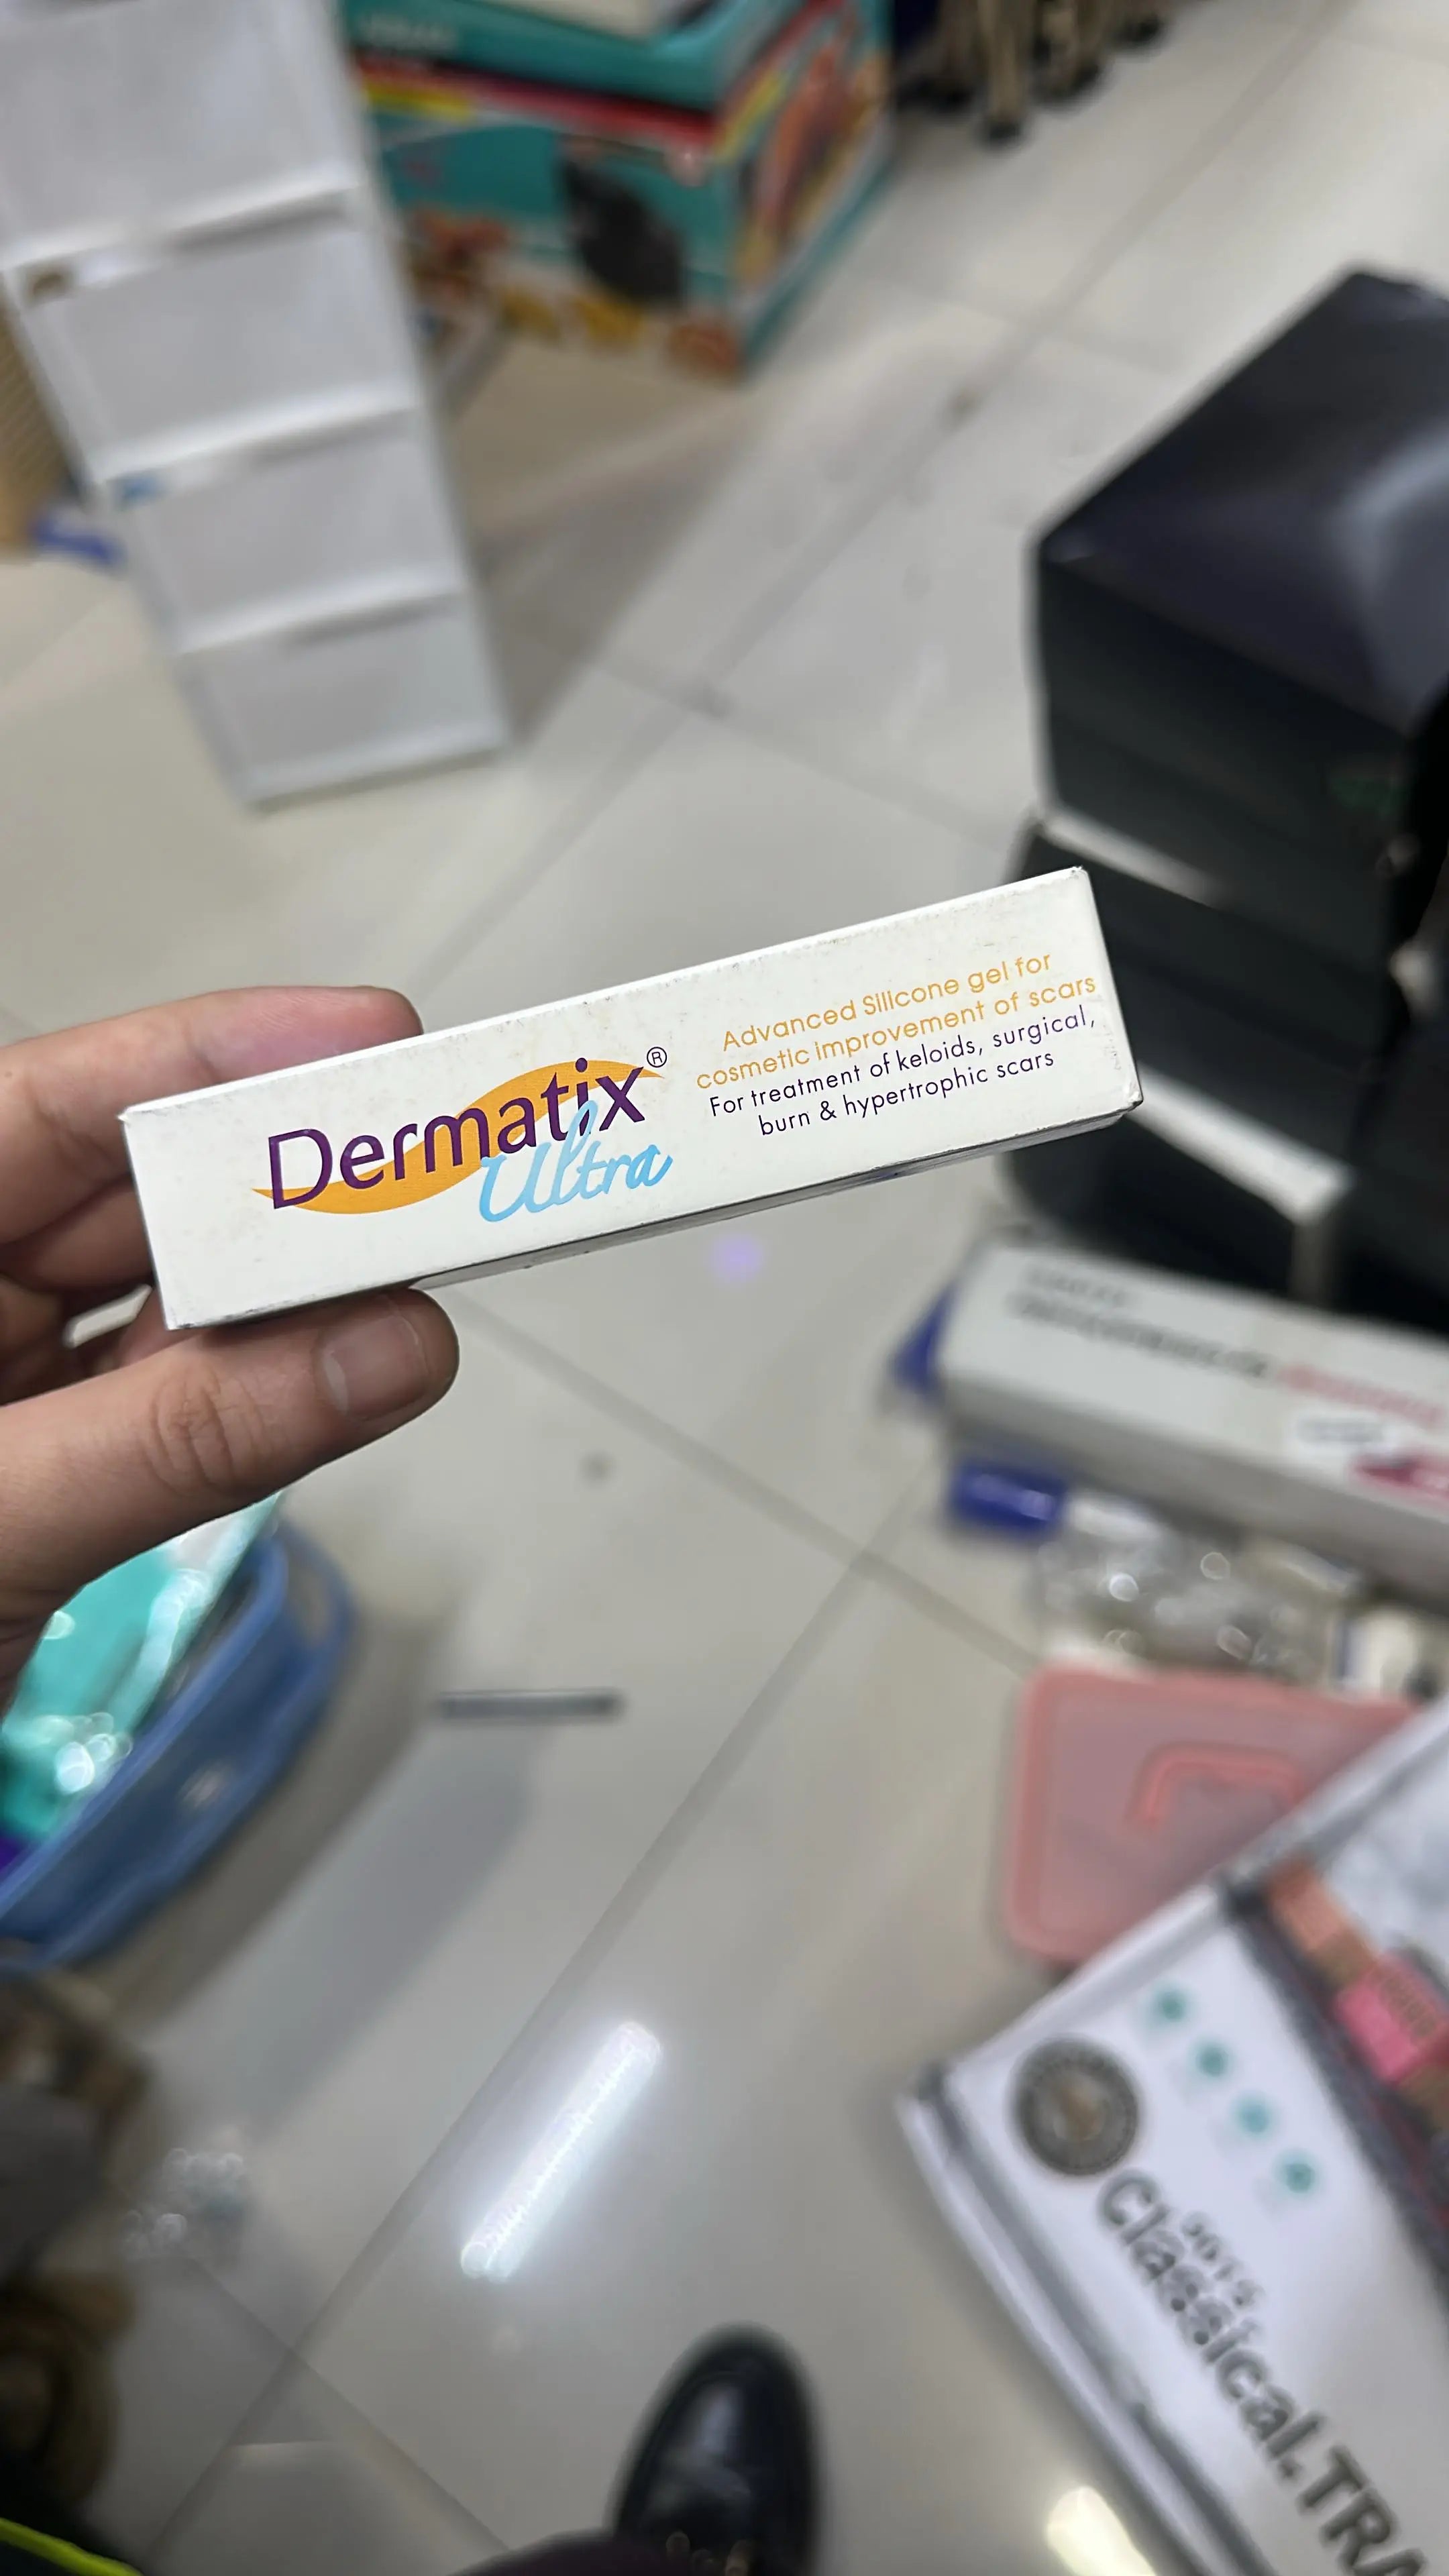 Dermatix®
Ultra
Advanced Silicone gel for
cosmetic improvement of scars
For treatment of keloids, surgical,
burn & hypertrophic scars
Classical.TRA